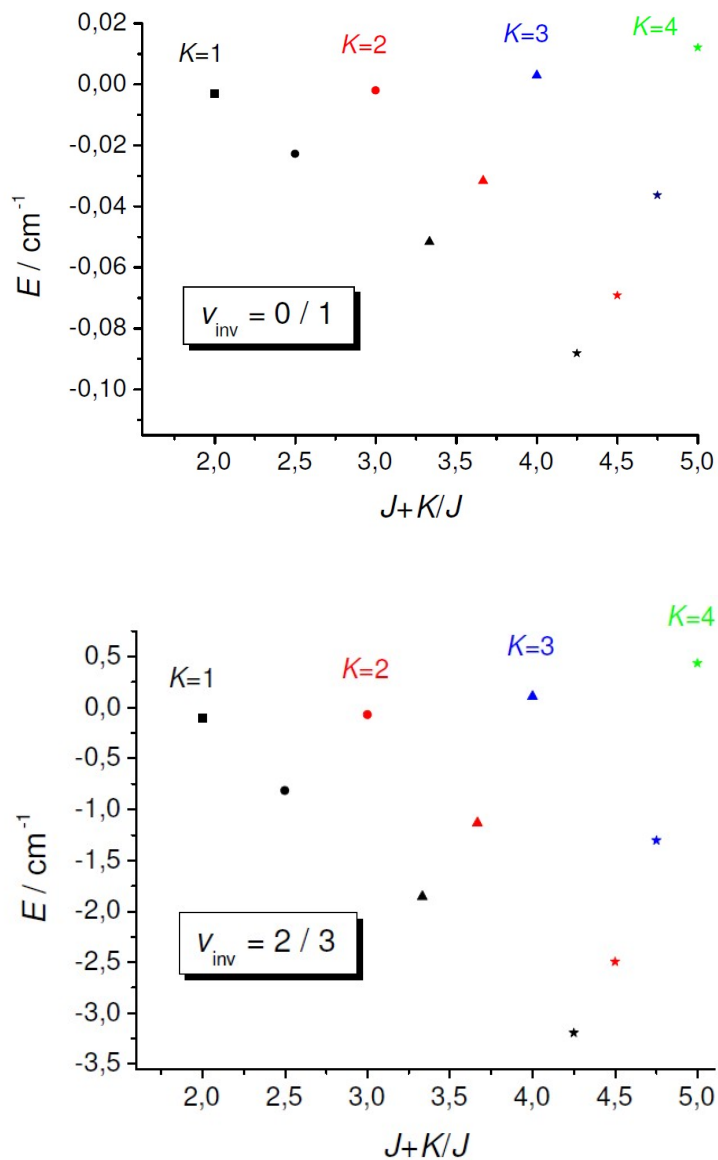 0,02
0,00
-0,02
-0,04
-0,06
-0,08
-0,10
E / cm⁻¹
K=1
K=2
K=3
K=4
νinv = 0 / 1
2,0 2,5 3,0 3,5 4,0 4,5 5,0
J+K/J
0,5
0,0
-0,5
-1,0
-1,5
-2,0
-2,5
-3,0
-3,5
E / cm⁻¹
K=1
K=2
K=3
K=4
νinv = 2 / 3
2,0 2,5 3,0 3,5 4,0 4,5 5,0
J+K/J